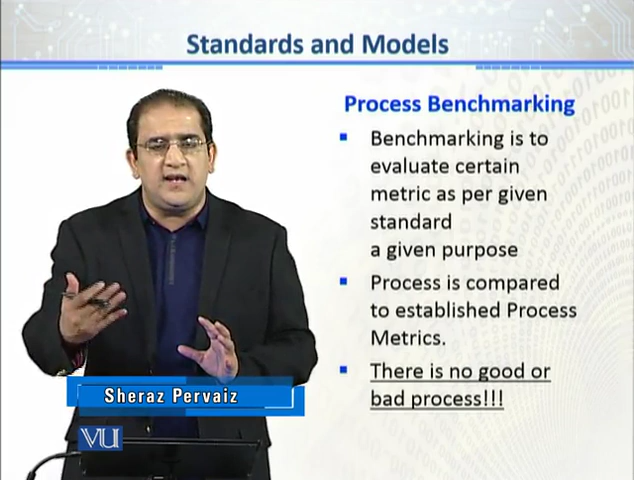 Standards and Models
Process Benchmarking
Benchmarking is to
evaluate certain
metric as per given
standard
a given purpose
Process is compared
to established Process
Metrics.
There is no good or
bad process!!!
Sheraz Pervaiz
VU